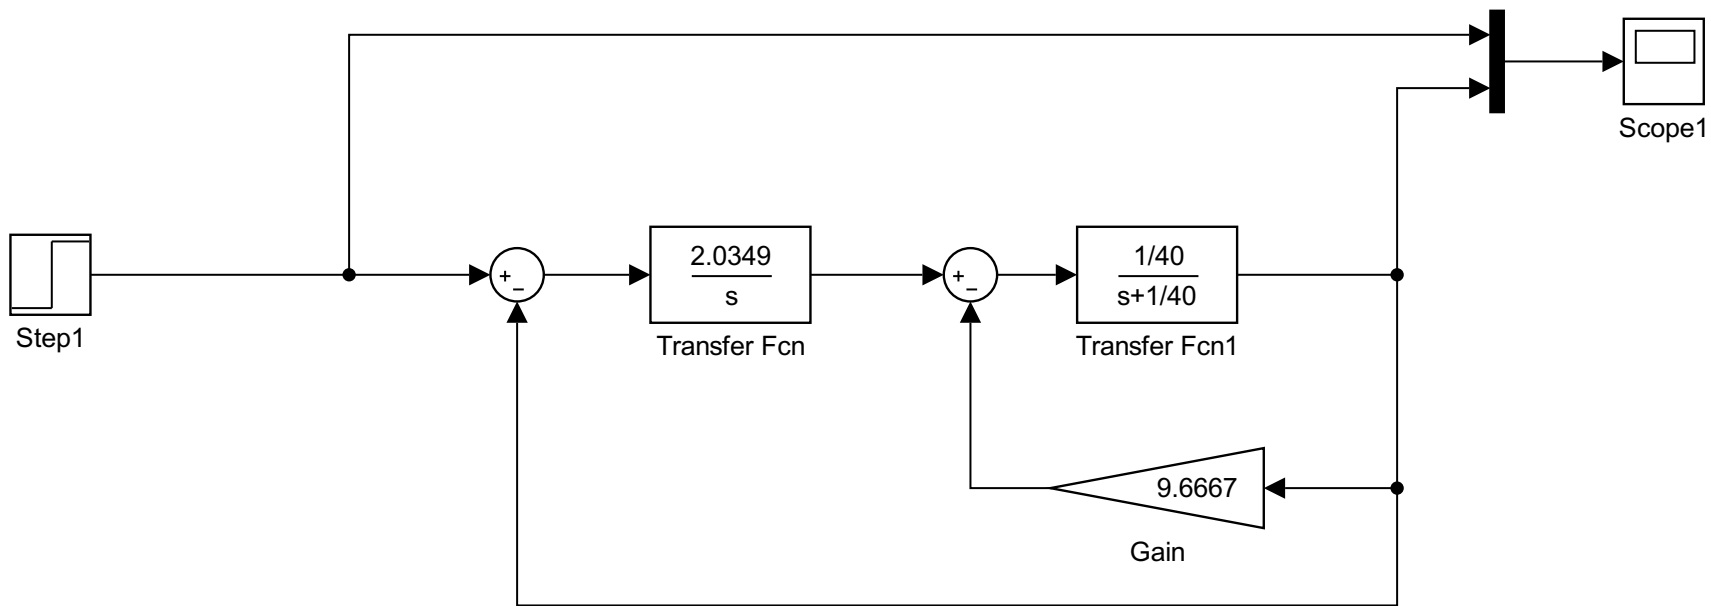 Scope1
Step1
+
−
2.0349
s
Transfer Fcn
+
−
1/40
s+1/40
Transfer Fcn1
9.6667
Gain